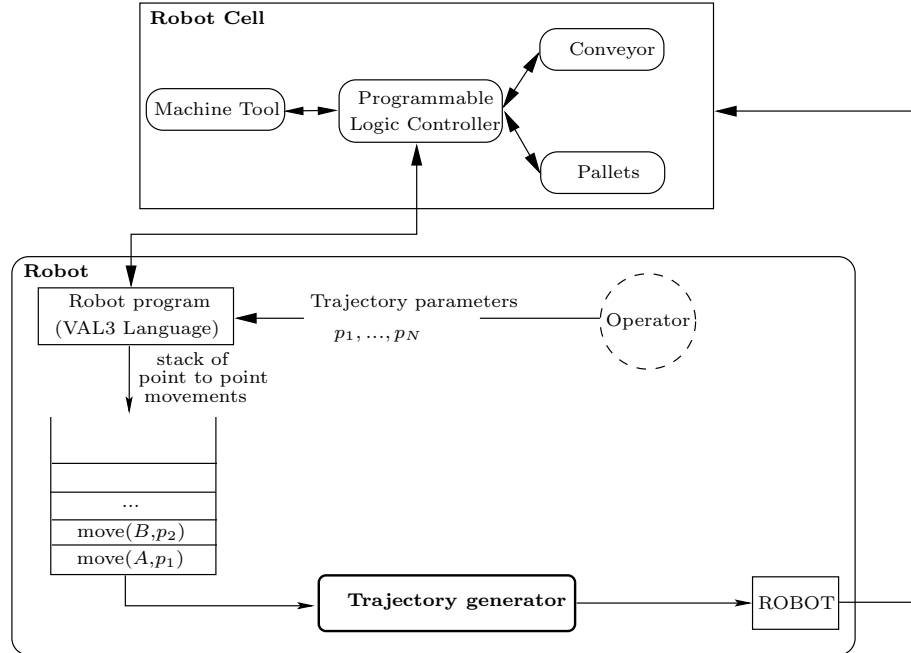 Robot Cell
Conveyor
Machine Tool
Programmable
Logic Controller
Pallets
Robot
Robot program
(VAL3 Language)
Trajectory parameters
p₁, ..., p_N
Operator
stack of
point to point
movements
...
move(B,p₂)
move(A,p₁)
Trajectory generator
ROBOT